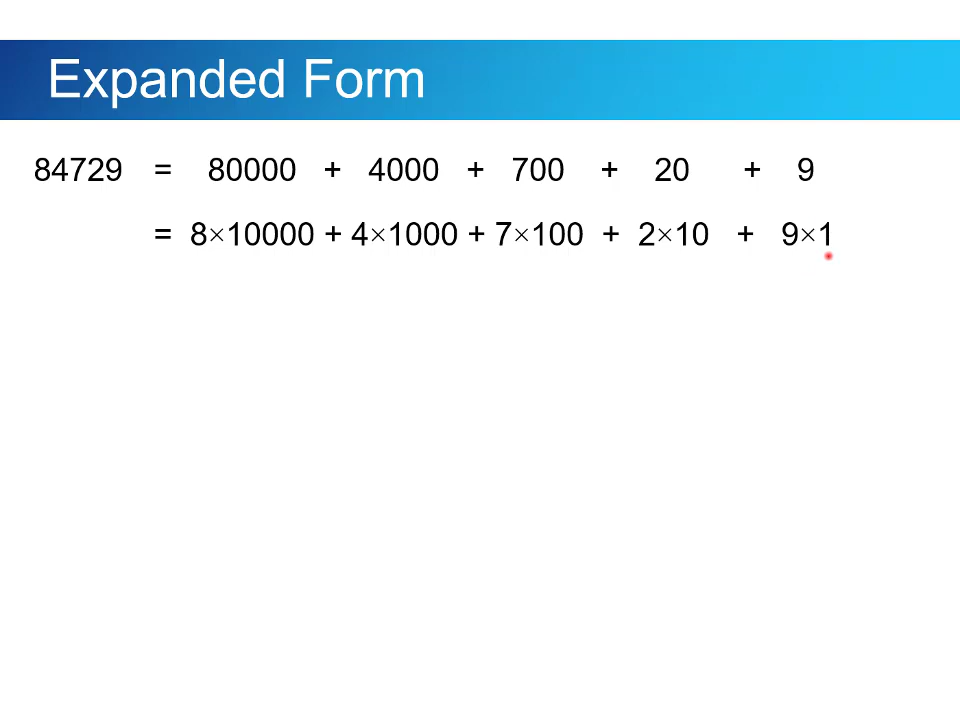 Expanded Form
84729 = 80000 + 4000 + 700 + 20 + 9
= 8×10000 + 4×1000 + 7×100 + 2×10 + 9×1